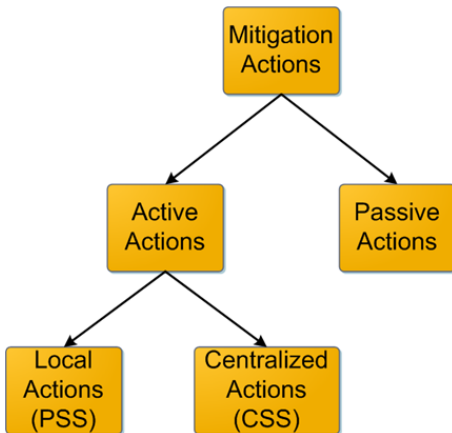 Mitigation
Actions
Active
Actions
Passive
Actions
Local
Actions
(PSS)
Centralized
Actions
(CSS)